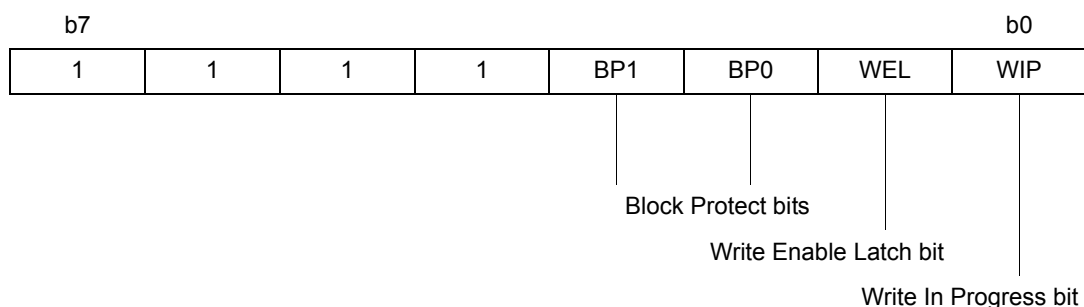 b7 b0
1 1 1 1 BP1 BP0 WEL WIP
Block Protect bits
Write Enable Latch bit
Write In Progress bit